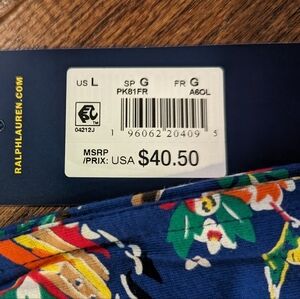 RALPHLAUREN.COM
US L SP G FR G
PK81FR A6OL
04212J
1 96062 20409 5
MSRP
/PRIX: USA $40.50